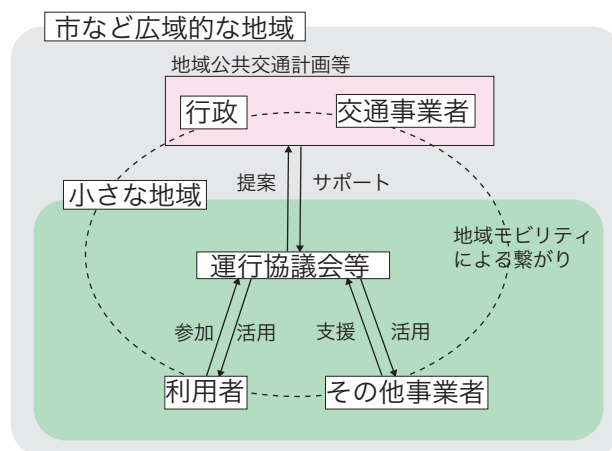 市など広域的な地域
地域公共交通計画等
行政
交通事業者
提案
サポート
小さな地域
地域モビリティ
による繋がり
運行協議会等
参加
活用
支援
活用
利用者
その他事業者